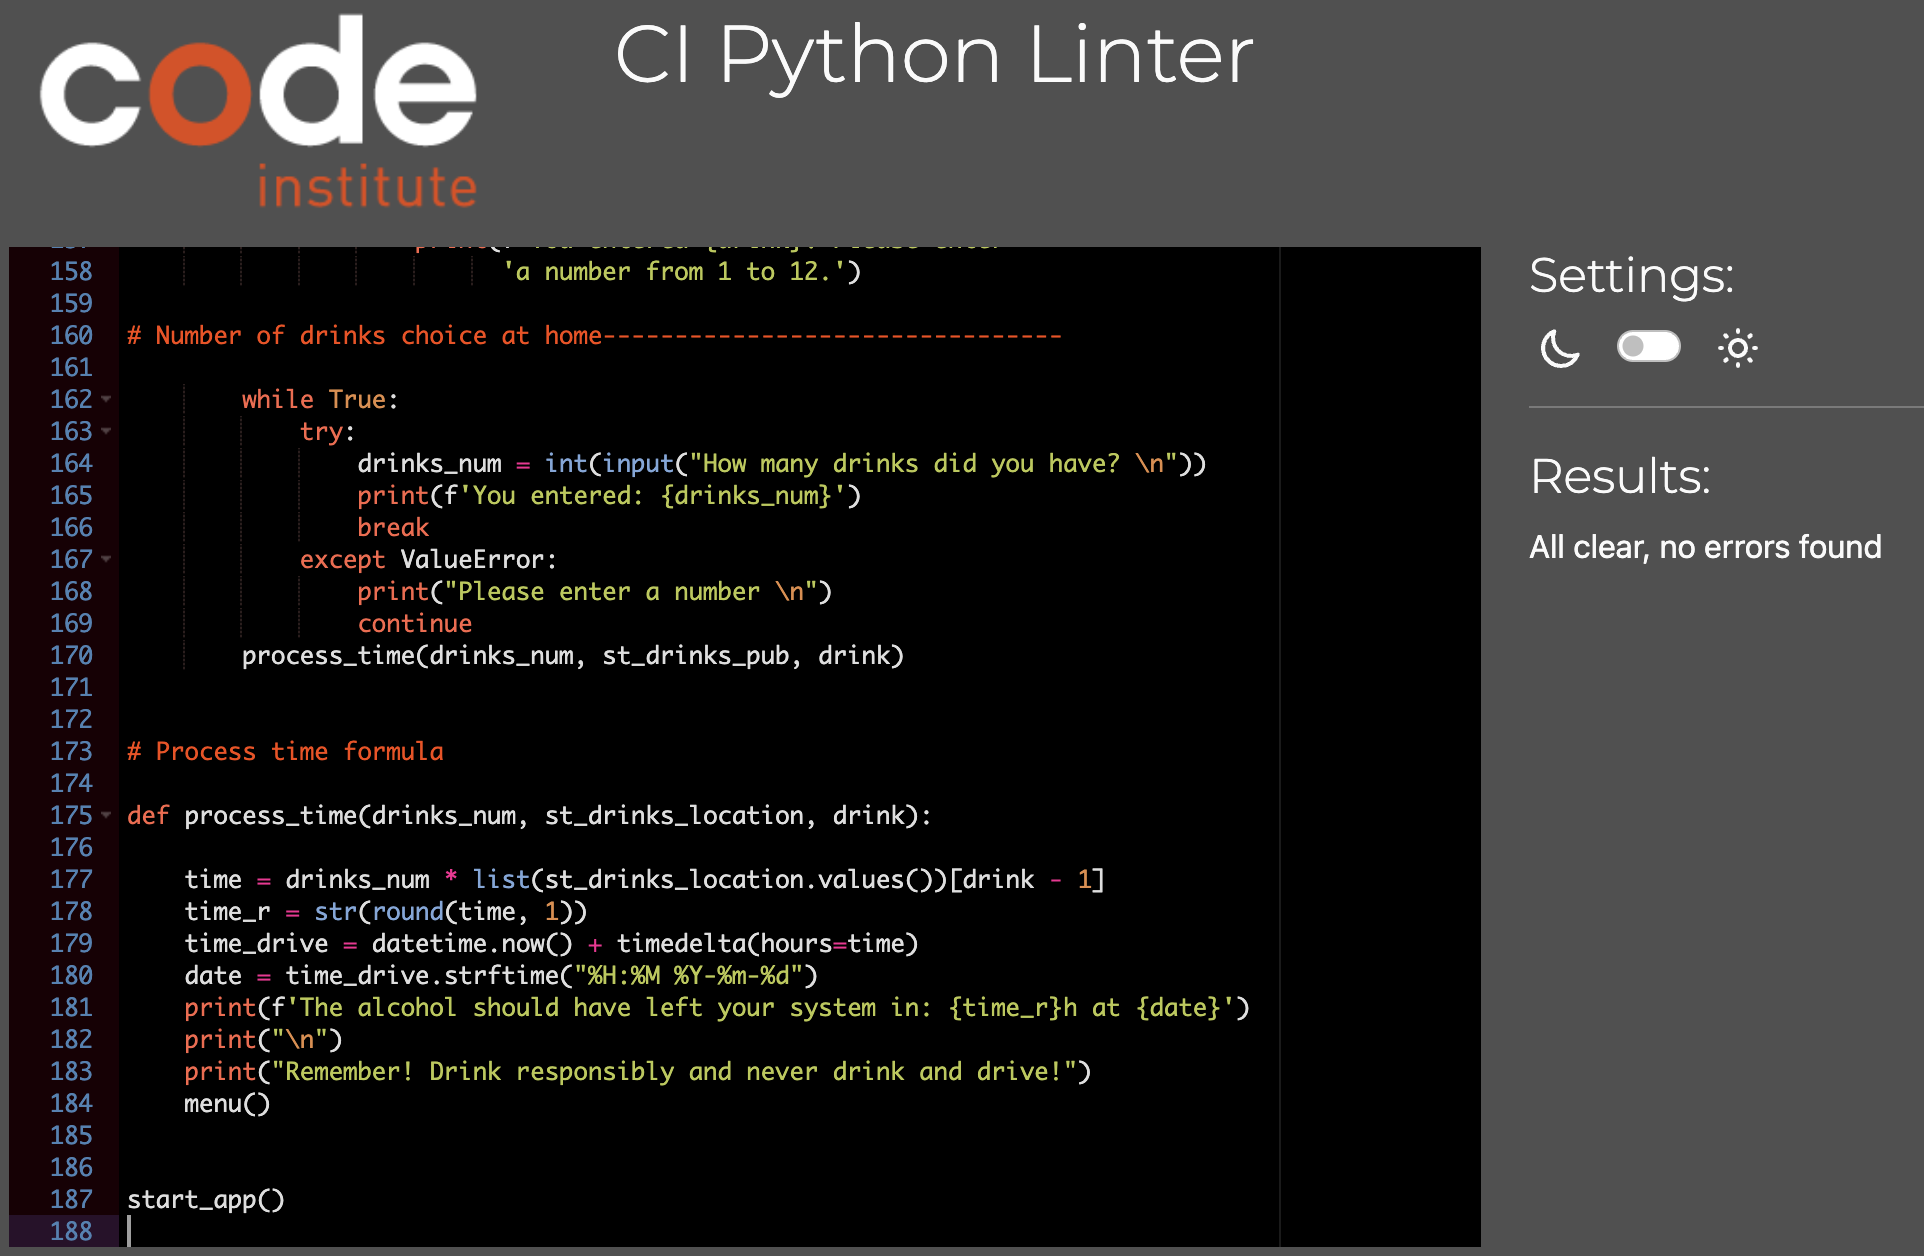 code
institute
CI Python Linter
158 'a number from 1 to 12.')
159
160 # Number of drinks choice at home--------------------------------
161
162 while True:
163 try:
164 drinks_num = int(input("How many drinks did you have? \n"))
165 print(f'You entered: {drinks_num}')
166 break
167 except ValueError:
168 print("Please enter a number \n")
169 continue
170 process_time(drinks_num, st_drinks_pub, drink)
171
172
173 # Process time formula
174
175 def process_time(drinks_num, st_drinks_location, drink):
176
177 time = drinks_num * list(st_drinks_location.values())[drink - 1]
178 time_r = str(round(time, 1))
179 time_drive = datetime.now() + timedelta(hours=time)
180 date = time_drive.strftime("%H:%M %Y-%m-%d")
181 print(f'The alcohol should have left your system in: {time_r}h at {date}')
182 print("\n")
183 print("Remember! Drink responsibly and never drink and drive!")
184 menu()
185
186
187 start_app()
188
Settings:
Results:
All clear, no errors found